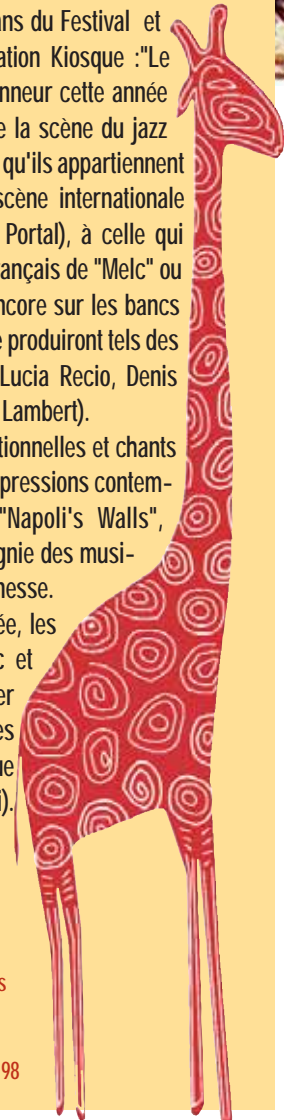 ns du Festival et
ation Kiosque :"Le
nneur cette année
e la scène du jazz
qu'ils appartiennent
scène internationale
Portal), à celle qui
rançais de "Melc" ou
ncore sur les bancs
e produiront tels des
Lucia Recio, Denis
Lambert).
tionnelles et chants
pressions contem-
"Napoli's Walls",
gnie des musi-
nesse.
ée, les
c et
er
es
ue
i).
s
98